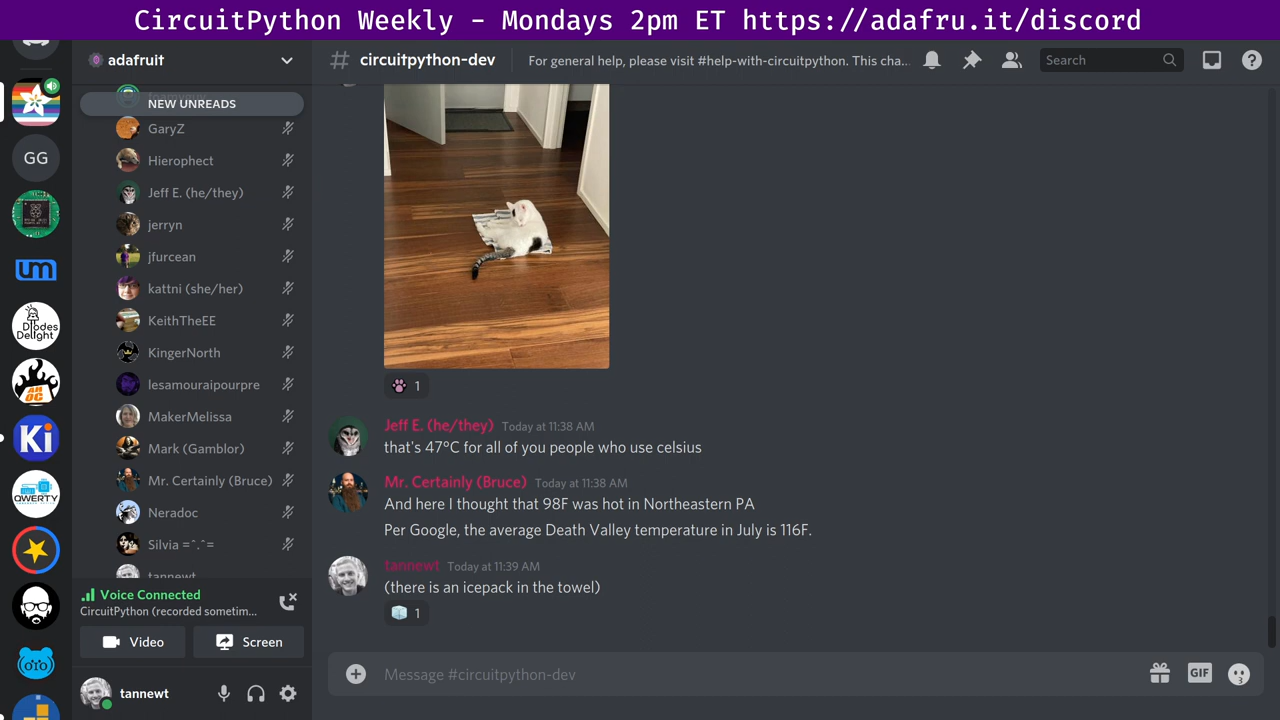 CircuitPython Weekly - Mondays 2pm ET https://adafru.it/discord
adafruit
# circuitpython-dev
For general help, please visit #help-with-circuitpython. This cha...
Search
NEW UNREADS
GaryZ
Hierophect
Jeff E. (he/they)
jerryn
jfurcean
kattni (she/her)
KeithTheEE
KingerNorth
lesamouraipourpre
MakerMelissa
Mark (Gamblor)
Mr. Certainly (Bruce)
Neradoc
Silvia =^.^=
tannewt
Voice Connected
CircuitPython (recorded sometim...
Video
Screen
tannewt
GG
um
Diodes
Delight
AHOC
Ki
QWERTY
1
Jeff E. (he/they) Today at 11:38 AM
that's 47°C for all of you people who use celsius
Mr. Certainly (Bruce) Today at 11:38 AM
And here I thought that 98F was hot in Northeastern PA
Per Google, the average Death Valley temperature in July is 116F.
tannewt Today at 11:39 AM
(there is an icepack in the towel)
1
Message #circuitpython-dev
GIF